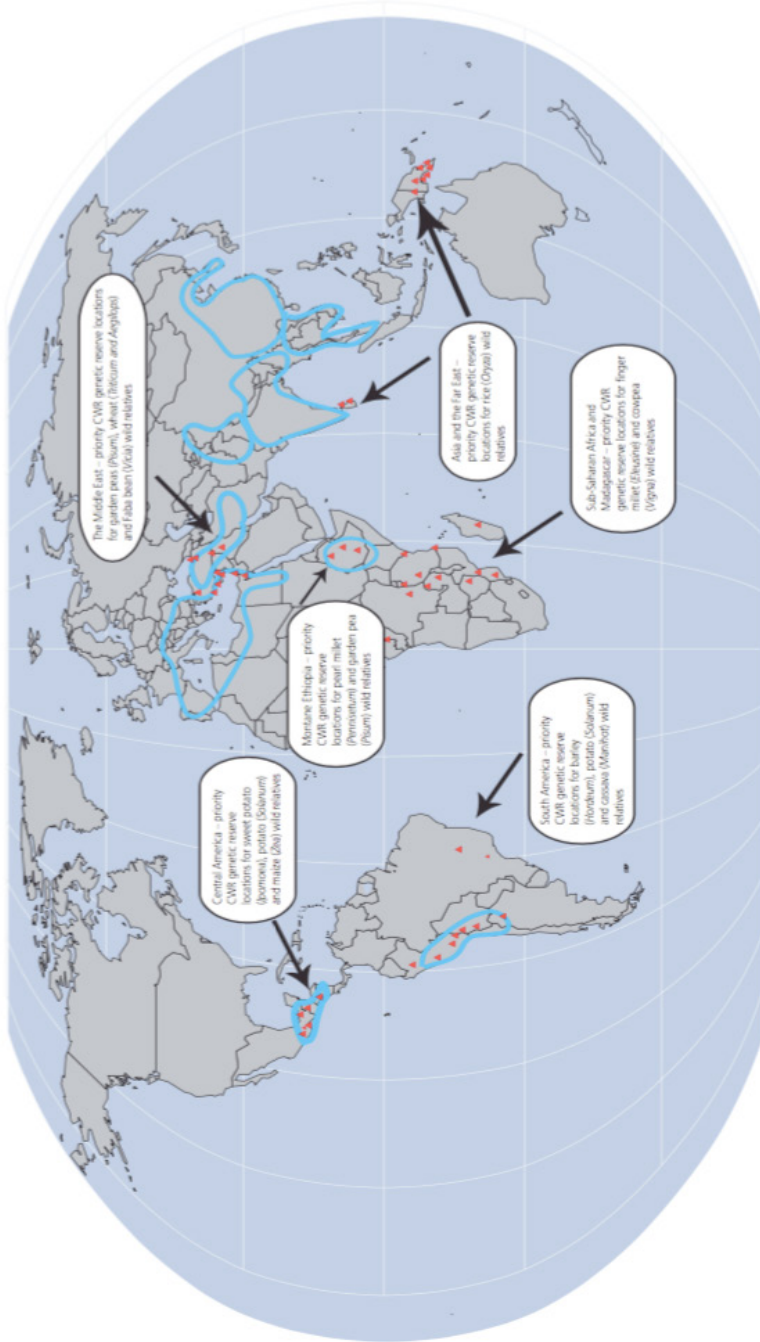 The Middle East – priority CWR genetic reserve locations
for garden peas (Pisum), wheat (Triticum and Aegilops)
and Faba bean (Vicia) wild relatives
Central America – priority
CWR genetic reserve
locations for sweet potato
(Ipomoea), potato (Solanum)
and maize (Zea) wild relatives
Montane Ethiopia – priority
CWR genetic reserve
locations for pearl millet
(Pennisetum) and garden pea
(Pisum) wild relatives
Asia and the Far East –
priority CWR genetic reserve
locations for rice (Oryza) wild
relatives
South America – priority
CWR genetic reserve
locations for barley
(Hordeum), potato (Solanum)
and cassava (Manihot) wild
relatives
Sub-Saharan Africa and
Madagascar – priority CWR
genetic reserve locations for finger
millet (Eleusine) and cowpea
(Vigna) wild relatives